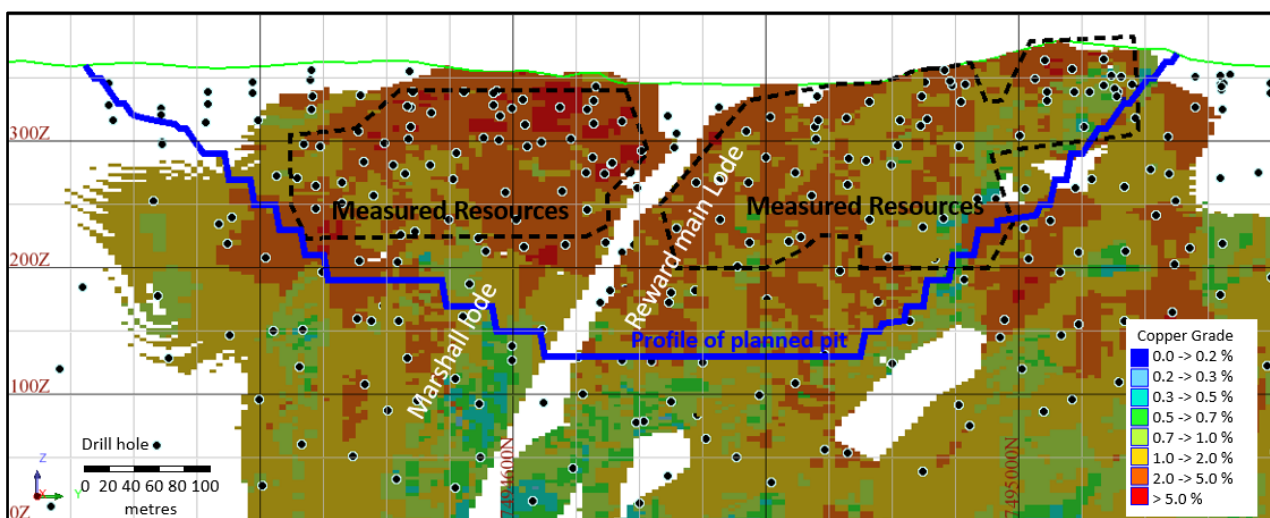 300Z
200Z
100Z
0Z
Measured Resources
Measured Resources
Marshall lode
Reward main Lode
Profile of planned pit
7494600N
7495000N
Drill hole
0 20 40 60 80 100
metres
Z
X
Y
Copper Grade
0.0 -> 0.2 %
0.2 -> 0.3 %
0.3 -> 0.5 %
0.5 -> 0.7 %
0.7 -> 1.0 %
1.0 -> 2.0 %
2.0 -> 5.0 %
> 5.0 %